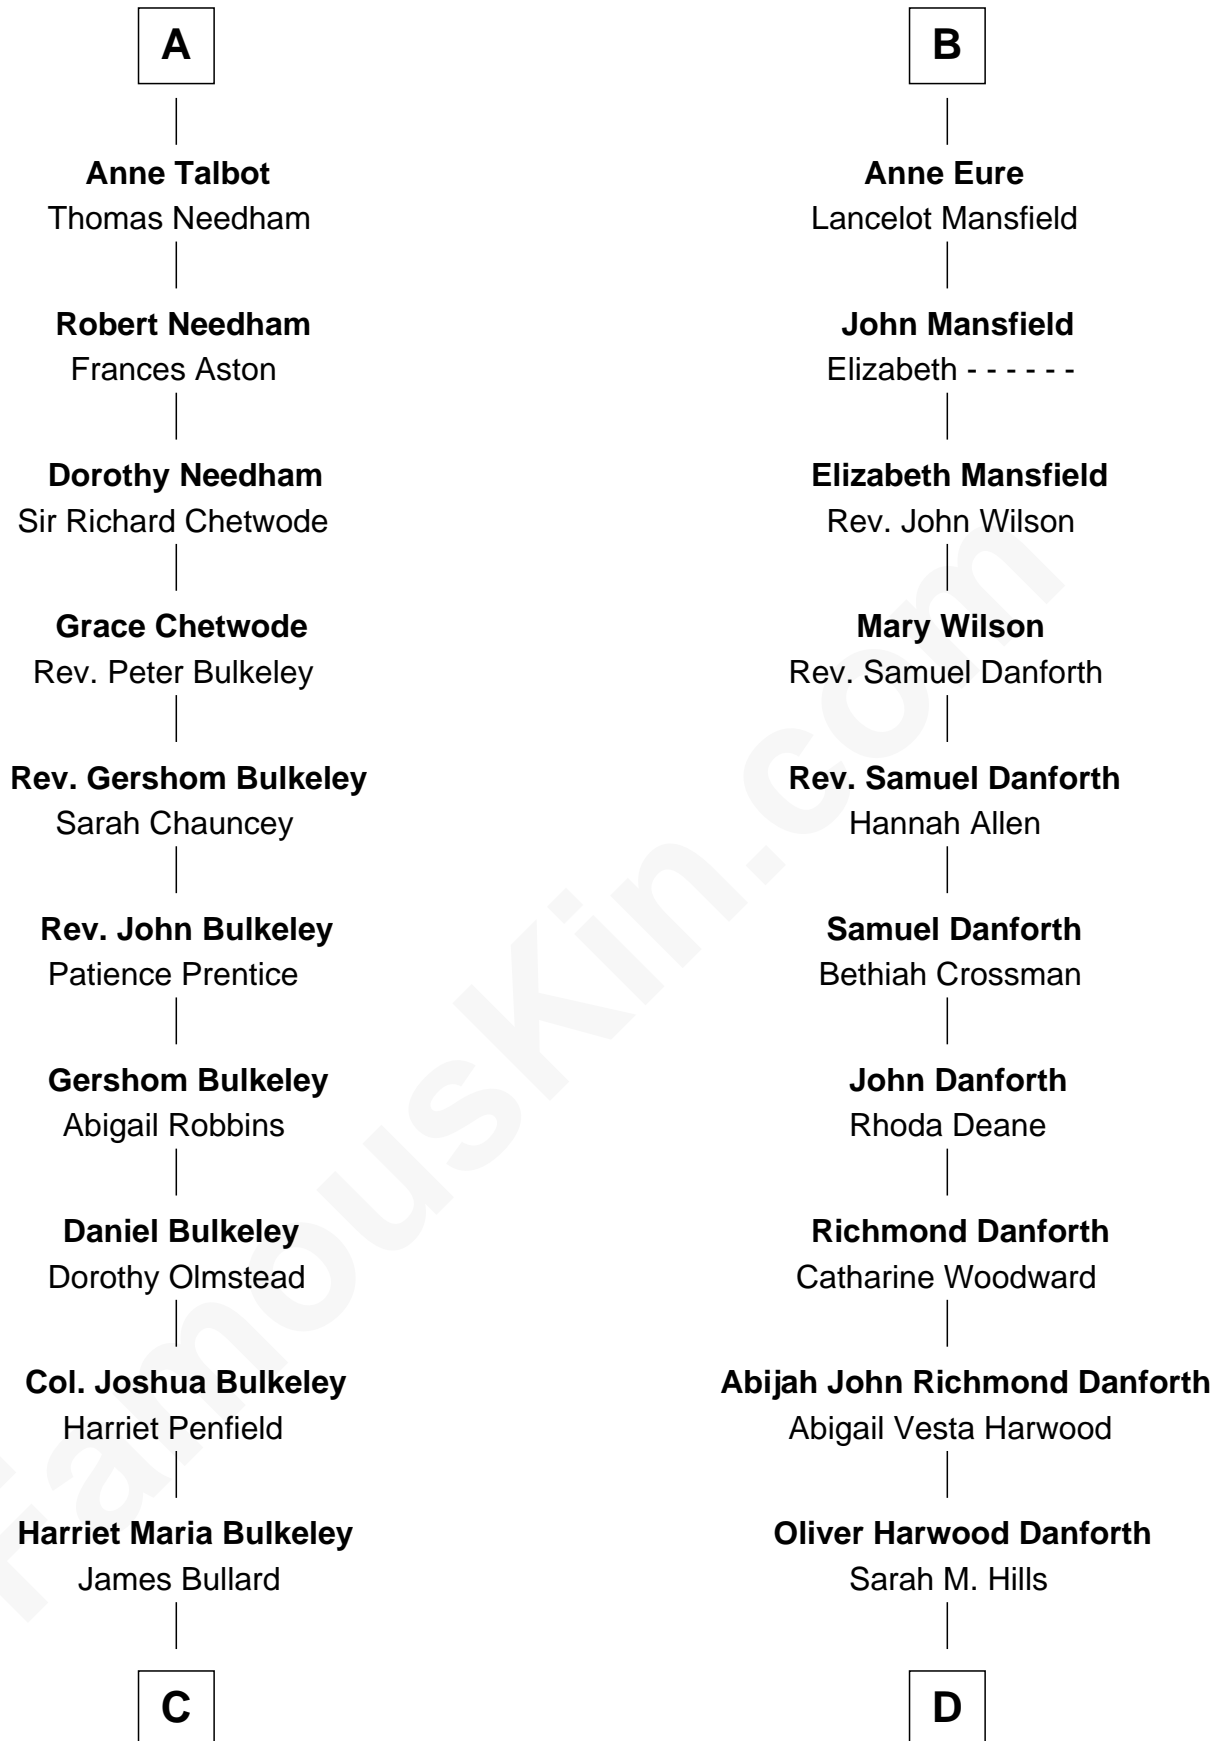 A
Anne Talbot
Thomas Needham
Robert Needham
Frances Aston
Dorothy Needham
Sir Richard Chetwode
Grace Chetwode
Rev. Peter Bulkeley
Rev. Gershom Bulkeley
Sarah Chauncey
Rev. John Bulkeley
Patience Prentice
Gershom Bulkeley
Abigail Robbins
Daniel Bulkeley
Dorothy Olmstead
Col. Joshua Bulkeley
Harriet Penfield
Harriet Maria Bulkeley
James Bullard
C
B
Anne Eure
Lancelot Mansfield
John Mansfield
Elizabeth - - - - - -
Elizabeth Mansfield
Rev. John Wilson
Mary Wilson
Rev. Samuel Danforth
Rev. Samuel Danforth
Hannah Allen
Samuel Danforth
Bethiah Crossman
John Danforth
Rhoda Deane
Richmond Danforth
Catharine Woodward
Abijah John Richmond Danforth
Abigail Vesta Harwood
Oliver Harwood Danforth
Sarah M. Hills
D
FamousKin.com